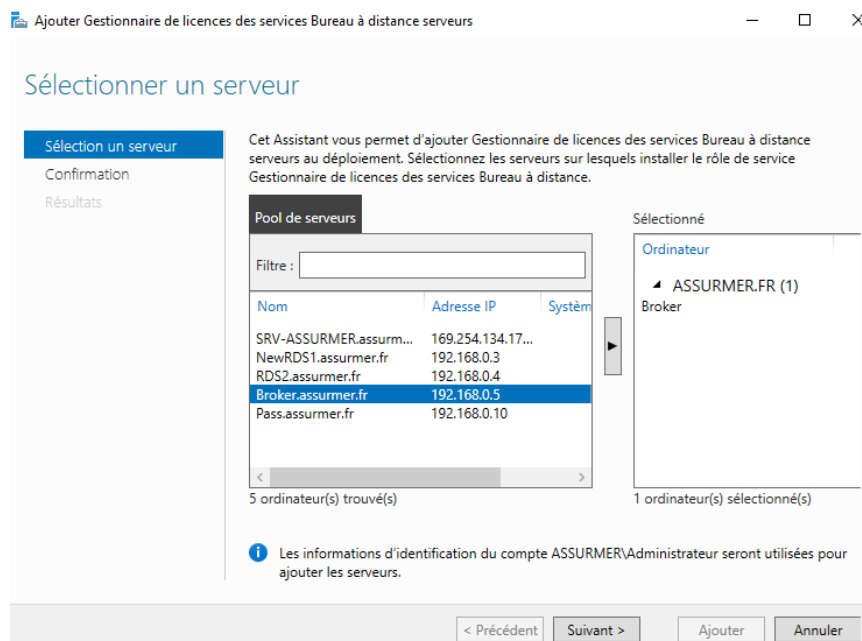 Ajouter Gestionnaire de licences des services Bureau à distance serveurs
Sélectionner un serveur
Sélection un serveur
Confirmation
Résultats
Cet Assistant vous permet d'ajouter Gestionnaire de licences des services Bureau à distance
serveurs au déploiement. Sélectionnez les serveurs sur lesquels installer le rôle de service
Gestionnaire de licences des services Bureau à distance.
Pool de serveurs
Filtre :
Nom Adresse IP Systèm
SRV-ASSURMER.assurm... 169.254.134.17...
NewRDS1.assurmer.fr 192.168.0.3
RDS2.assurmer.fr 192.168.0.4
Broker.assurmer.fr 192.168.0.5
Pass.assurmer.fr 192.168.0.10
5 ordinateur(s) trouvé(s)
Sélectionné
Ordinateur
ASSURMER.FR (1)
Broker
1 ordinateur(s) sélectionné(s)
Les informations d'identification du compte ASSURMER\Administrateur seront utilisées pour
ajouter les serveurs.
< Précédent Suivant > Ajouter Annuler